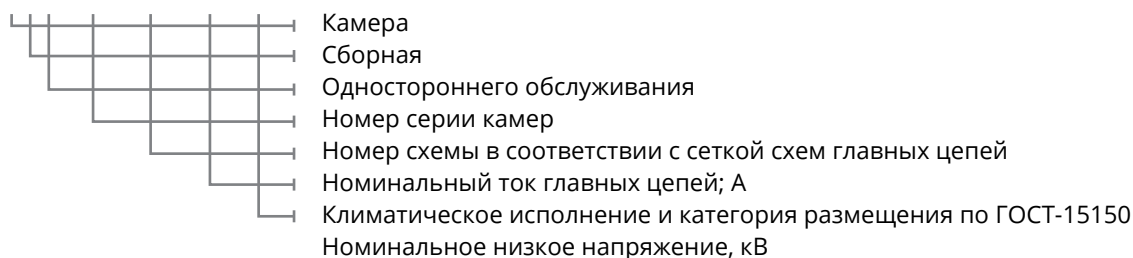 Камера
Сборная
Одностороннего обслуживания
Номер серии камер
Номер схемы в соответствии с сеткой схем главных цепей
Номинальный ток главных цепей; А
Климатическое исполнение и категория размещения по ГОСТ-15150
Номинальное низкое напряжение, кВ